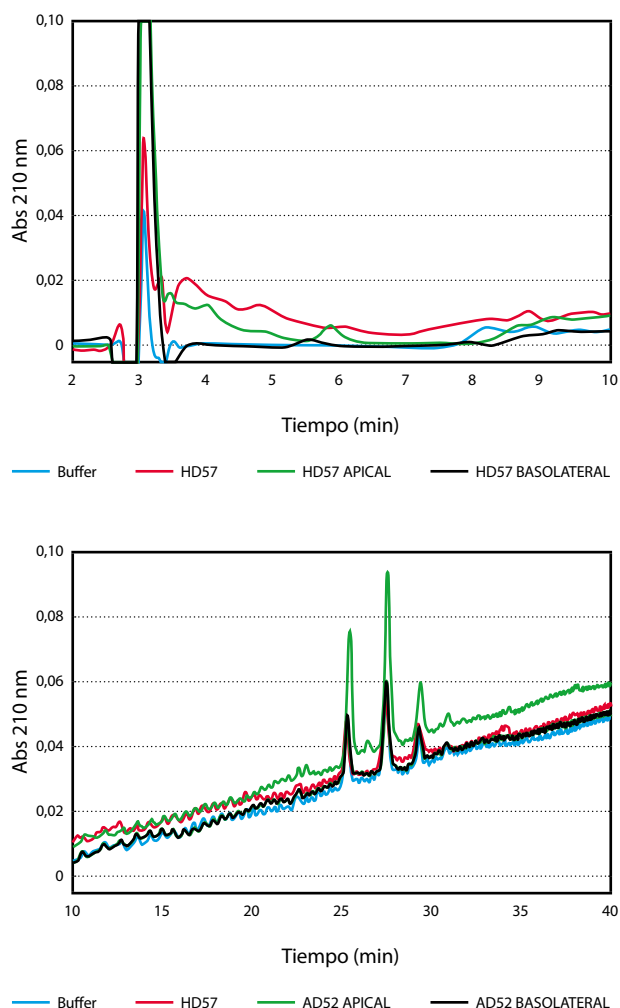 0,10
0,08
0,06
0,04
0,02
0
Abs 210 nm
2 3 4 5 6 7 8 9 10
Tiempo (min)
Buffer HD57 HD57 APICAL HD57 BASOLATERAL
0,10
0,08
0,06
0,04
0,02
0
Abs 210 nm
10 15 20 25 30 35 40
Tiempo (min)
Buffer HD57 AD52 APICAL AD52 BASOLATERAL